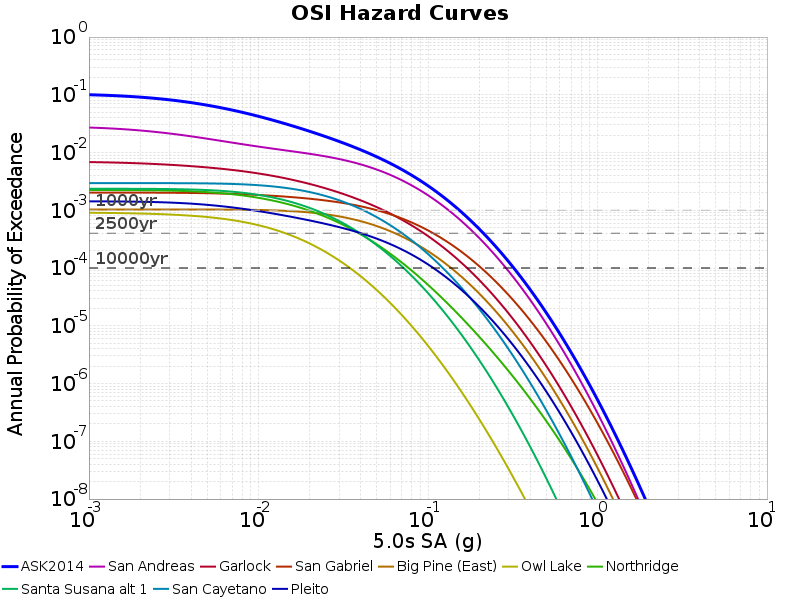 OSI Hazard Curves
Annual Probability of Exceedance
10^0
10^-1
10^-2
10^-3
10^-4
10^-5
10^-6
10^-7
10^-8
1000yr
2500yr
10000yr
10^-3 10^-2 10^-1 10^0 10^1
5.0s SA (g)
ASK2014 San Andreas Garlock San Gabriel Big Pine (East) Owl Lake Northridge
Santa Susana alt 1 San Cayetano Pleito